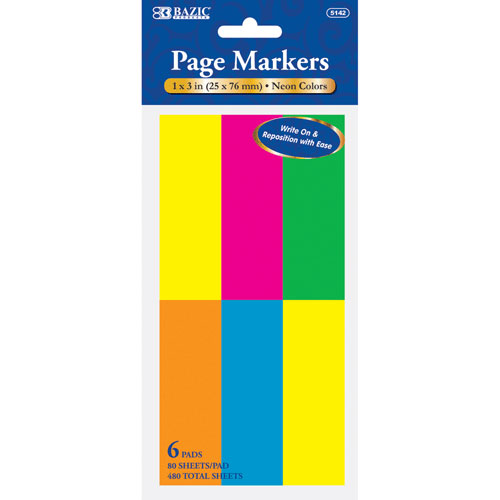 BAZIC
PRODUCTS
5142
Page Markers
1 x 3 in (25 x 76 mm) • Neon Colors
Write On &
Reposition with Ease
6 PADS
80 SHEETS/PAD
480 TOTAL SHEETS